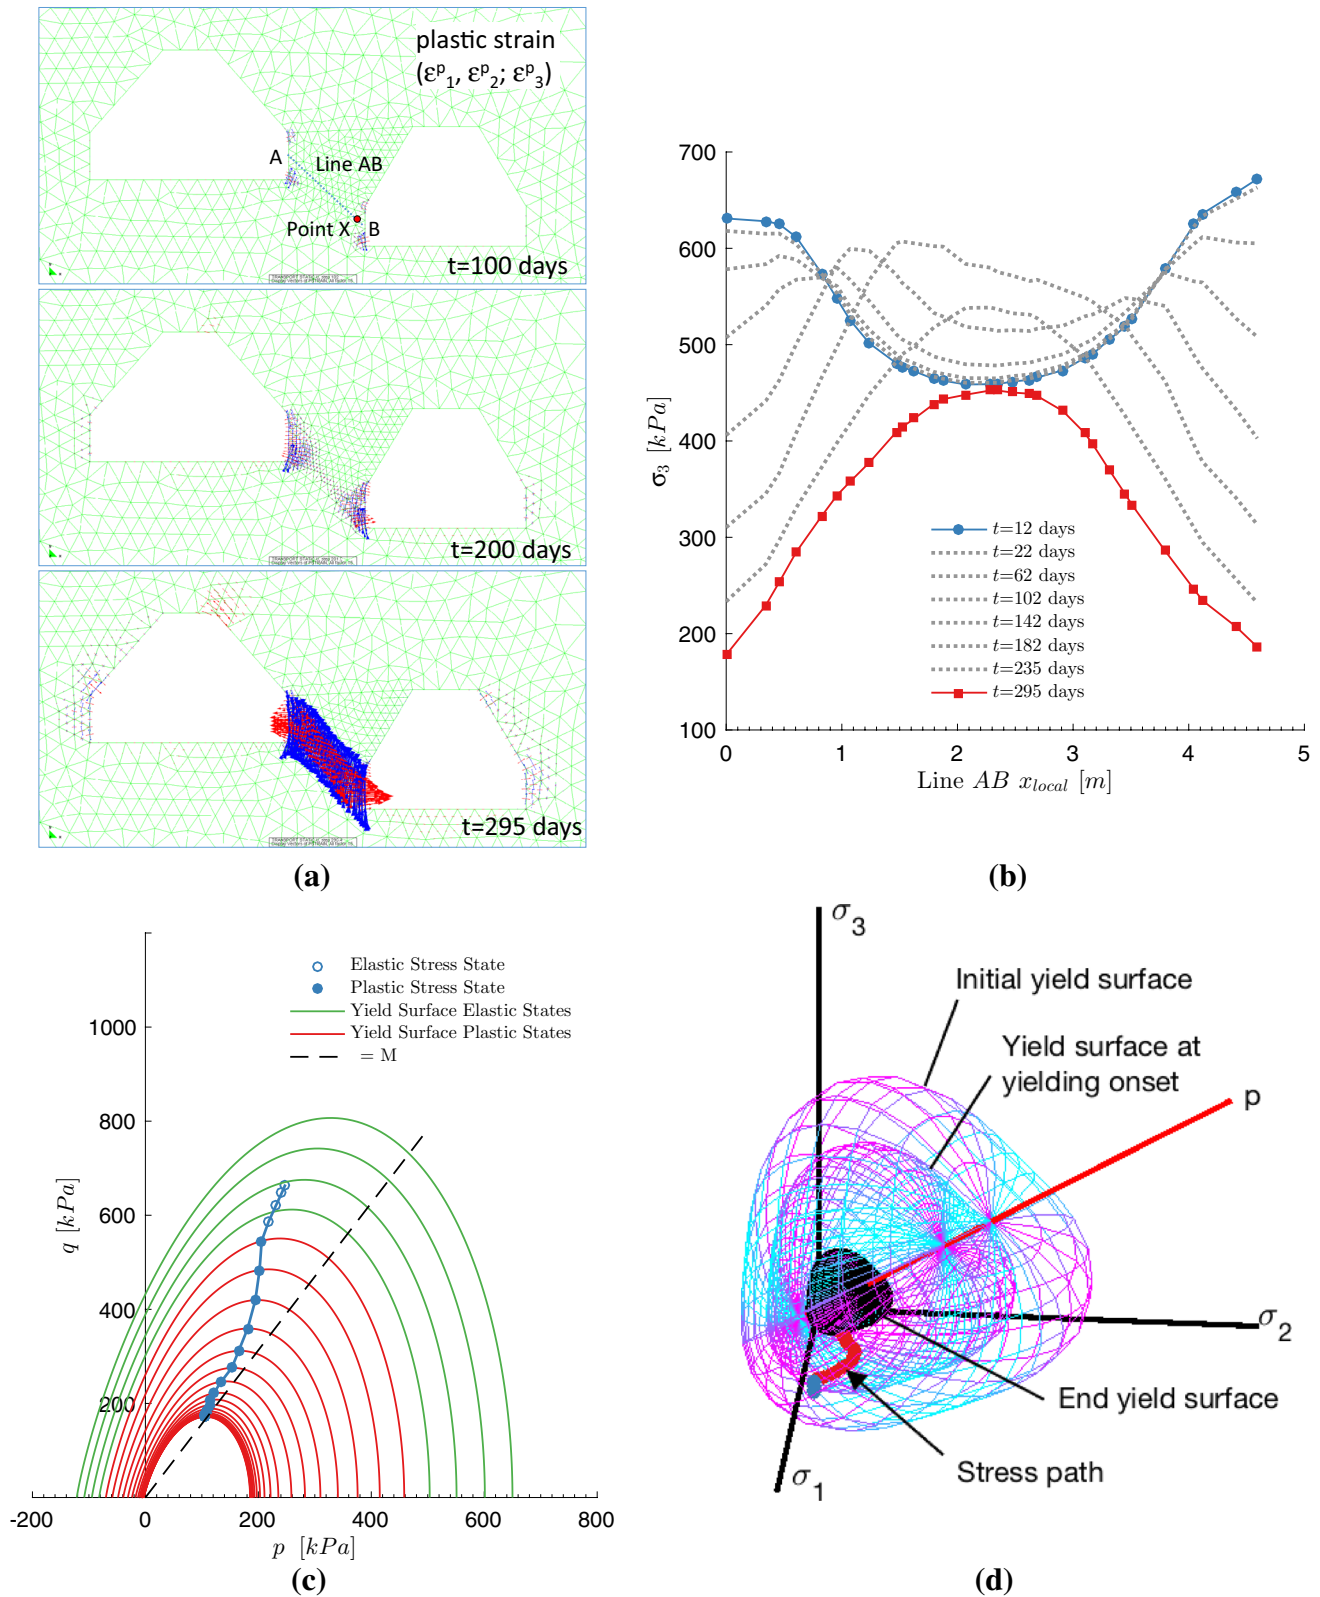 plastic strain
(εᵖ₁, εᵖ₂; εᵖ₃)
A
Line AB
Point X
B
t=100 days
t=200 days
t=295 days
(a)
700
600
500
400
300
200
100
σ₃ [kPa]
t=12 days
t=22 days
t=62 days
t=102 days
t=142 days
t=182 days
t=235 days
t=295 days
0 1 2 3 4 5
Line AB x_local [m]
(b)
Elastic Stress State
Plastic Stress State
Yield Surface Elastic States
Yield Surface Plastic States
= M
1000
800
600
400
200
q [kPa]
-200 0 200 400 600 800
p [kPa]
(c)
σ₃
Initial yield surface
Yield surface at
yielding onset
p
σ₂
End yield surface
Stress path
σ₁
(d)